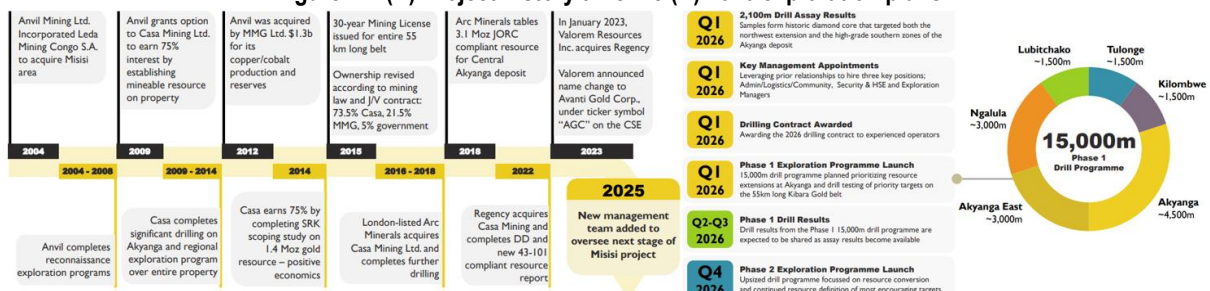 Anvil Mining Ltd.
Incorporated Leda
Mining Congo S.A.
to acquire Misisi
area
Anvil grants option
to Casa Mining Ltd.
to earn 75%
interest by
establishing
mineable resource
on property
Anvil was acquired
by MMG Ltd. $1.3b
for its
copper/cobalt
production and
reserves
30-year Mining License
issued for entire 55
km long belt
Ownership revised
according to mining
law and J/V contract:
73.5% Casa, 21.5%
MMG, 5% government
Arc Minerals tables
3.1 Moz JORC
compliant resource
for Central
Akyanga deposit
In January 2023,
Valorem Resources
Inc. acquires Regency
Valorem announced
name change to
Avanti Gold Corp.,
under ticker symbol
"AGC" on the CSE
2004
2009
2012
2015
2018
2023
2004 - 2008
2009 - 2014
2014
2016 - 2018
2022
Anvil completes
reconnaissance
exploration programs
Casa completes
significant drilling on
Akyanga and regional
exploration program
over entire property
Casa earns 75% by
completing SRK
scoping study on
1.4 Moz gold
resource – positive
economics
London-listed Arc
Minerals acquires
Casa Mining Ltd. and
completes further
drilling
Regency acquires
Casa Mining and
completes DD and
new 43-101
compliant resource
report
2025
New management
team added to
oversee next stage of
Misisi project
Q1
2026
2,100m Drill Assay Results
Samples form historic diamond core that targeted both the
northwest extension and the high-grade southern zones of the
Akyanga deposit
Q1
2026
Key Management Appointments
Leveraging prior relationships to hire three key positions;
Admin/Logistics/Community, Security & HSE and Exploration
Managers
Q1
2026
Drilling Contract Awarded
Awarding the 2026 drilling contract to experienced operators
Q1
2026
Phase 1 Exploration Programme Launch
15,000m drill programme planned prioritizing resource
extensions at Akyanga and drill testing of priority targets on
the 55km long Kibara Gold belt
Q2-Q3
2026
Phase 1 Drill Results
Drill results from the Phase 1 15,000m drill programme are
expected to be shared as assay results become available
Q4
2026
Phase 2 Exploration Programme Launch
Upsized drill programme focussed on resource conversion
and continued resource definition of most encouraging targets
Lubitchako
~1,500m
Tulonge
~1,500m
Kilombwe
~1,500m
Ngalula
~3,000m
15,000m
Phase 1
Drill Programme
Akyanga East
~3,000m
Akyanga
~4,500m